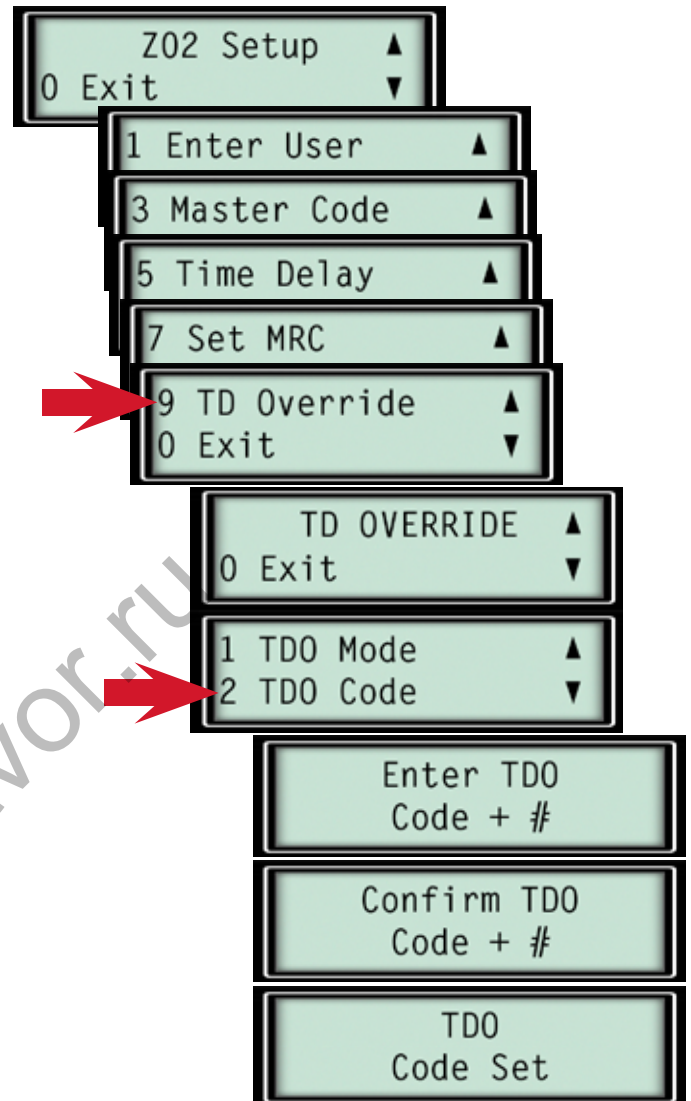 Z02 Setup ▲
0 Exit ▼
1 Enter User ▲
3 Master Code ▲
5 Time Delay ▲
7 Set MRC ▲
9 TD Override ▲
0 Exit ▼
TD OVERRIDE ▲
0 Exit ▼
1 TDO Mode ▲
2 TDO Code ▼
Enter TDO
Code + #
Confirm TDO
Code + #
TDO
Code Set